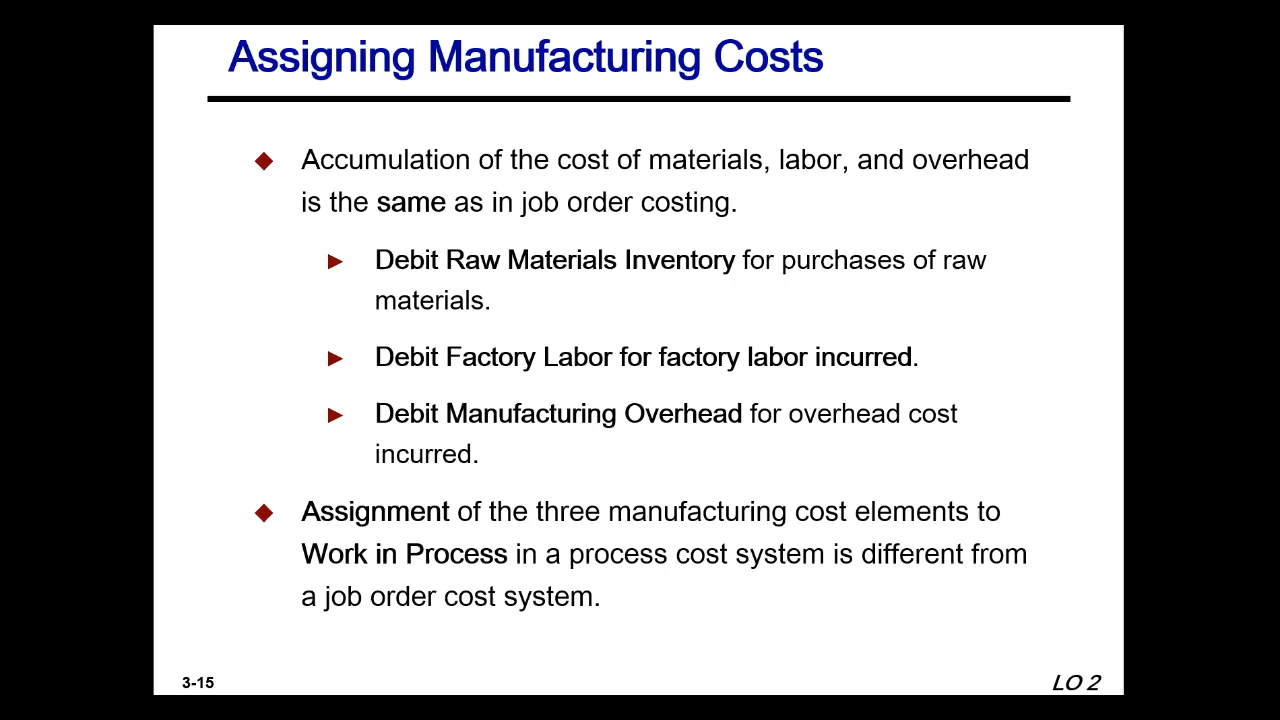 Assigning Manufacturing Costs
Accumulation of the cost of materials, labor, and overhead
is the same as in job order costing.
Debit Raw Materials Inventory for purchases of raw
materials.
Debit Factory Labor for factory labor incurred.
Debit Manufacturing Overhead for overhead cost
incurred.
Assignment of the three manufacturing cost elements to
Work in Process in a process cost system is different from
a job order cost system.
3-15
LO 2